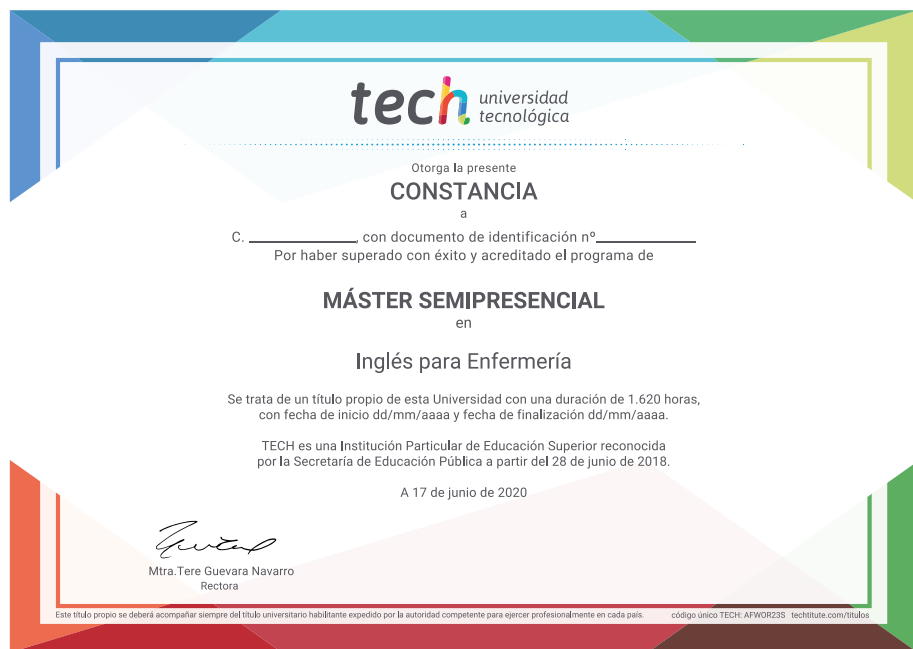 tech universidad
tecnológica
Otorga la presente
CONSTANCIA
a
C. ____________, con documento de identificación nº____________
Por haber superado con éxito y acreditado el programa de
MÁSTER SEMIPRESENCIAL
en
Inglés para Enfermería
Se trata de un título propio de esta Universidad con una duración de 1.620 horas,
con fecha de inicio dd/mm/aaaa y fecha de finalización dd/mm/aaaa.
TECH es una Institución Particular de Educación Superior reconocida
por la Secretaría de Educación Pública a partir del 28 de junio de 2018.
A 17 de junio de 2020
Mtra.Tere Guevara Navarro
Rectora
Este título propio se deberá acompañar siempre del título universitario habilitante expedido por la autoridad competente para ejercer profesionalmente en cada país. código único TECH: AFWOR23S techtitute.com/titulos